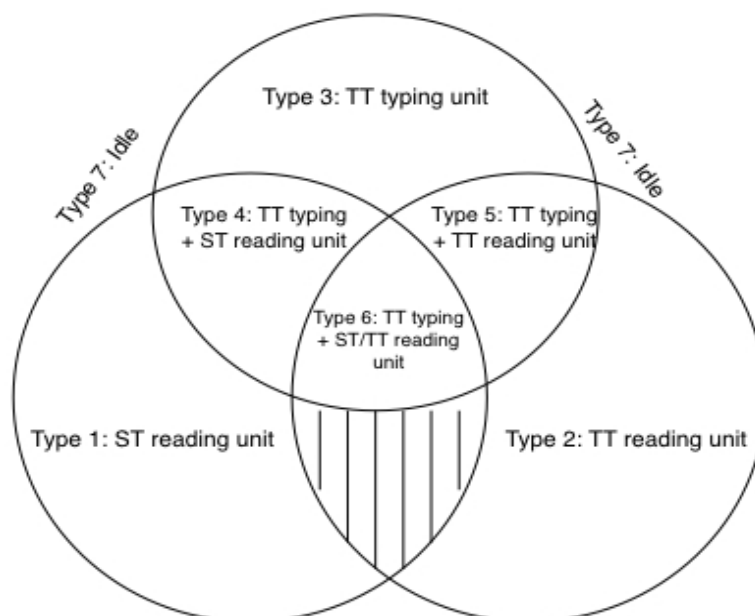 Type 3: TT typing unit
Type 7: Idle
Type 7: Idle
Type 4: TT typing
+ ST reading unit
Type 5: TT typing
+ TT reading unit
Type 6: TT typing
+ ST/TT reading
unit
Type 1: ST reading unit
Type 2: TT reading unit